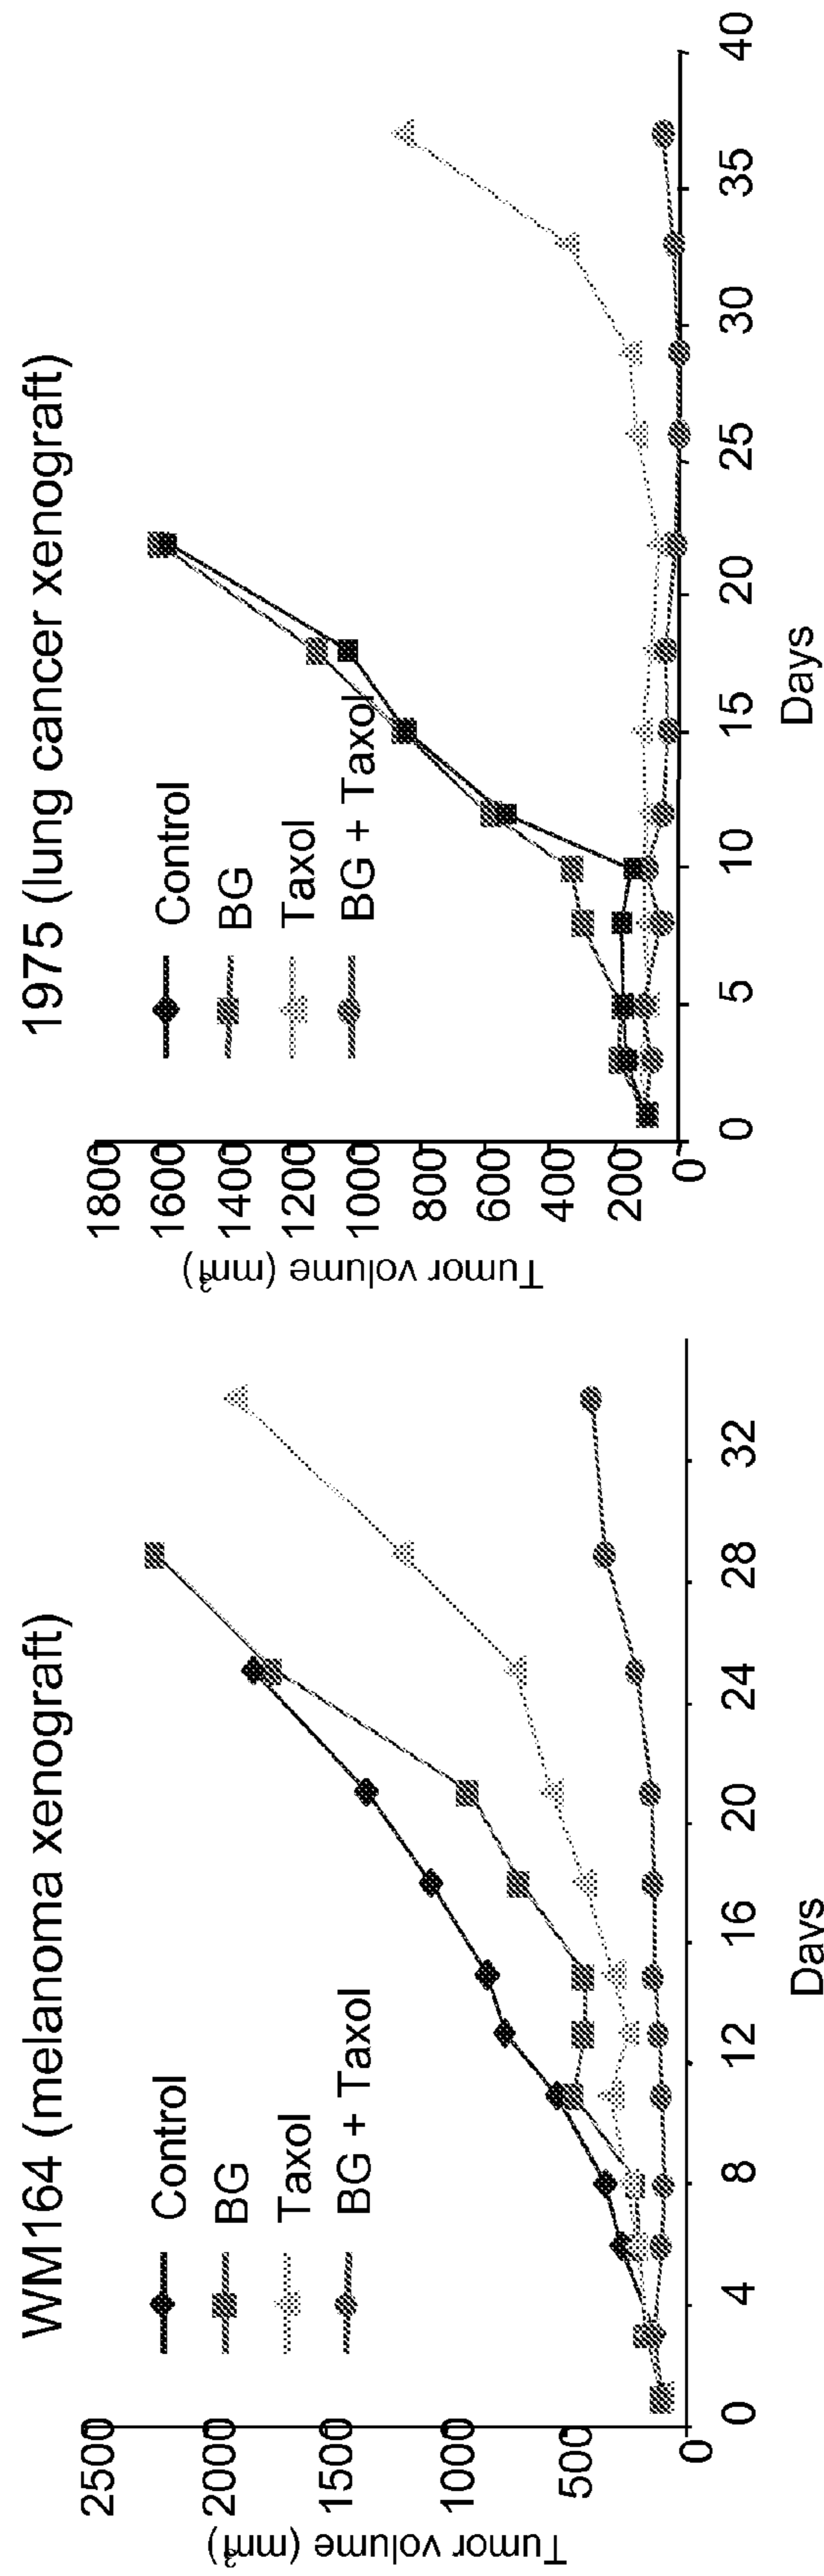 WM164 (melanoma xenograft)
Control
BG
Taxol
BG + Taxol
2500
2000
1500
1000
500
0
Tumor volume (mm³)
0 4 8 12 16 20 24 28 32
Days
1975 (lung cancer xenograft)
Control
BG
Taxol
BG + Taxol
1800
1600
1400
1200
1000
800
600
400
200
0
Tumor volume (mm³)
0 5 10 15 20 25 30 35 40
Days